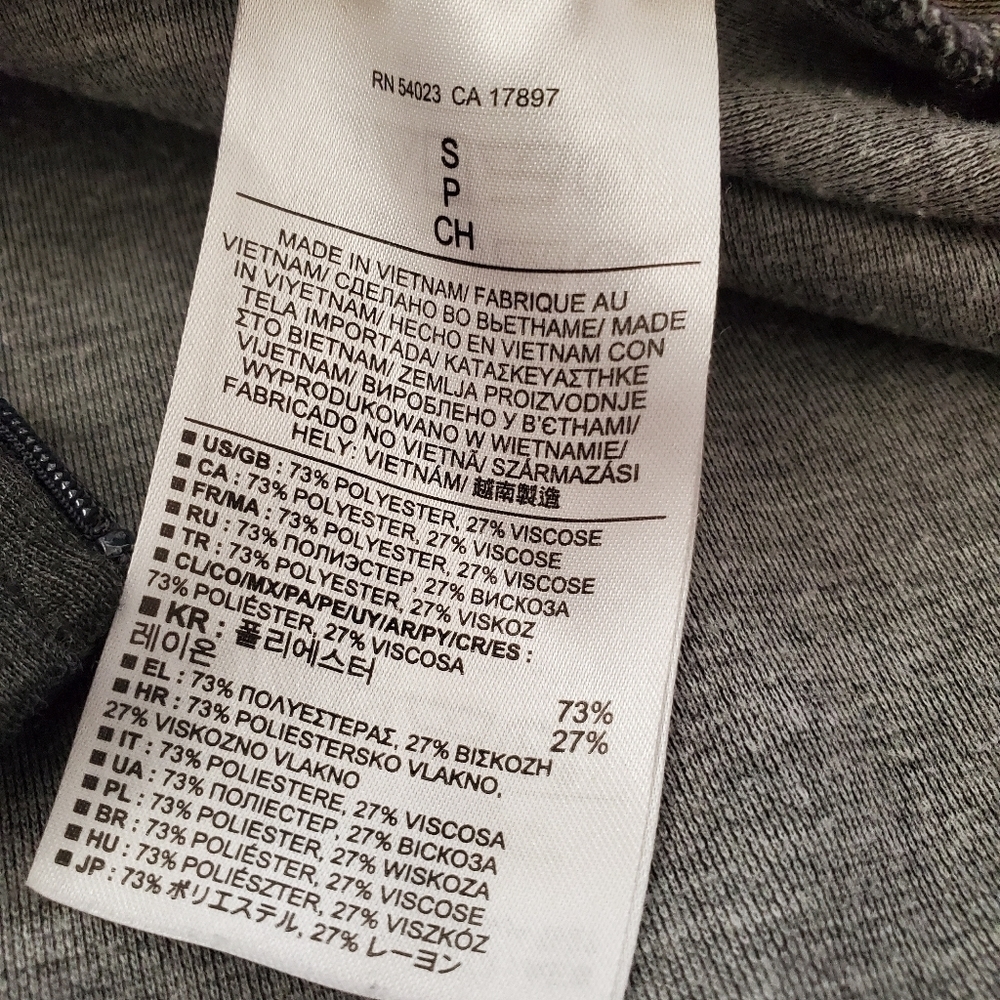 RN 54023 CA 17897
S
P
CH
MADE IN VIETNAM/ FABRIQUE AU
VIETNAM/ СДЕЛАНО ВО ВЬЕТНАМЕ/ MADE
IN VIYETNAM/ HECHO EN VIETNAM CON
TELA IMPORTADA/ ΚΑΤΑΣΚΕΥΑΣΤΗΚΕ
ΣΤΟ ΒΙΕΤΝΑΜ/ ZEMLJA PROIZVODNJE
VIJETNAM/ ВИРОБЛЕНО У В'ЄТНАМІ/
WYPRODUKOWANO W WIETNAMIE/
FABRICADO NO VIETNÃ/ SZÁRMAZÁSI
HELY: VIETNÁM/ 越南製造
■ US/GB : 73% POLYESTER, 27% VISCOSE
■ CA : 73% POLYESTER, 27% VISCOSE
■ FR/MA : 73% POLYESTER, 27% VISCOSE
■ RU : 73% ПОЛИЭСТЕР, 27% ВИСКОЗА
■ TR : 73% POLYESTER, 27% VISKOZ
■ CL/CO/MX/PA/PE/UY/AR/PY/CR/ES :
73% POLIÉSTER, 27% VISCOSA
■ KR : 폴리에스터 73%
레이온 27%
■ EL : 73% ΠΟΛΥΕΣΤΕΡΑΣ, 27% ΒΙΣΚΟΖΗ
■ HR : 73% POLIESTERSKO VLAKNO,
27% VISKOZNO VLAKNO
■ IT : 73% POLIESTERE, 27% VISCOSA
■ UA : 73% ПОЛІЕСТЕР, 27% ВІСКОЗА
■ PL : 73% POLIESTER, 27% WISKOZA
■ BR : 73% POLIÉSTER, 27% VISCOSE
■ HU : 73% POLIÉSZTER, 27% VISZKÓZ
■ JP : 73% ポリエステル, 27% レーヨン